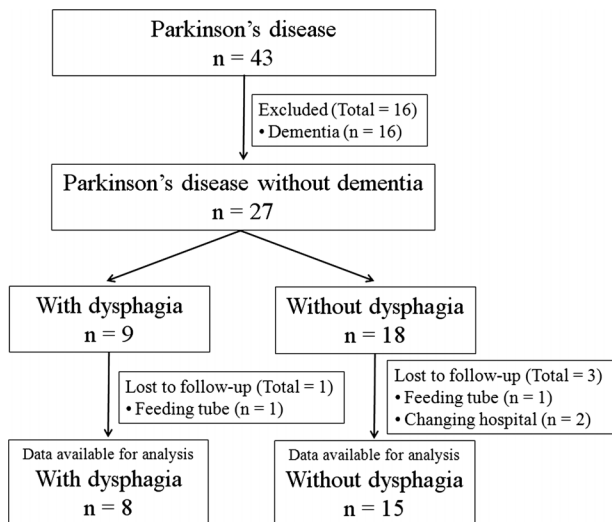 Parkinson’s disease
n = 43
Excluded (Total = 16)
• Dementia (n = 16)
Parkinson’s disease without dementia
n = 27
With dysphagia
n = 9
Without dysphagia
n = 18
Lost to follow-up (Total = 1)
• Feeding tube (n = 1)
Lost to follow-up (Total = 3)
• Feeding tube (n = 1)
• Changing hospital (n = 2)
Data available for analysis
With dysphagia
n = 8
Data available for analysis
Without dysphagia
n = 15